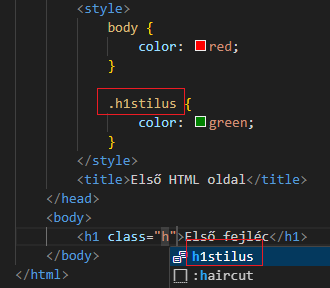 <style>
body {
color: red;
}
.h1stilus {
color: green;
}
</style>
<title>Első HTML oldal</title>
</head>
<body>
<h1 class="h">Első fejléc</h1>
</body>
h1stilus
</html>
:haircut